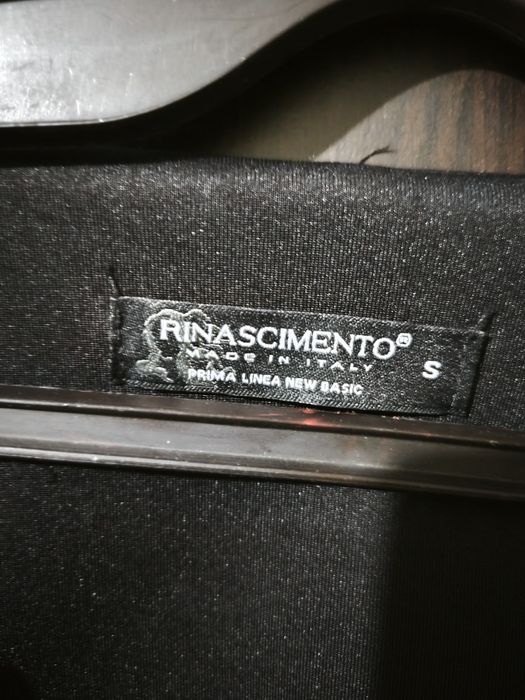 RINASCIMENTO®
MADE IN ITALY
S
PRIMA LINEA NEW BASIC